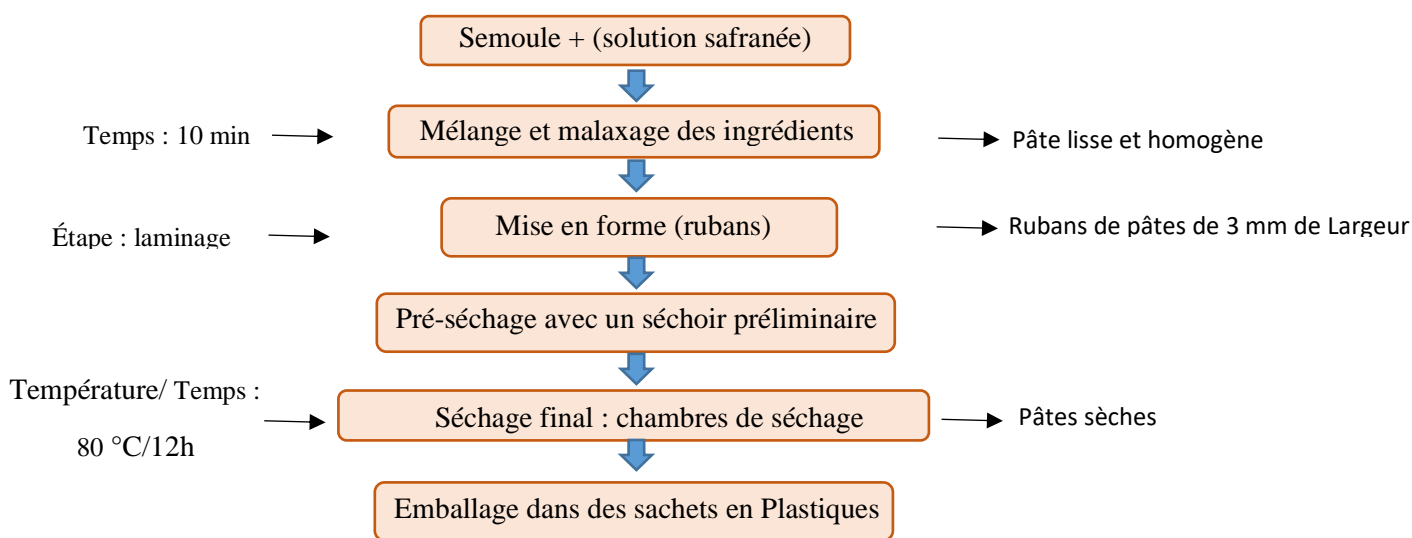 Semoule + (solution safranée)
Temps : 10 min
Mélange et malaxage des ingrédients
Pâte lisse et homogène
Étape : laminage
Mise en forme (rubans)
Rubans de pâtes de 3 mm de Largeur
Pré-séchage avec un séchoir préliminaire
Température/ Temps :
80 °C/12h
Séchage final : chambres de séchage
Pâtes sèches
Emballage dans des sachets en Plastiques